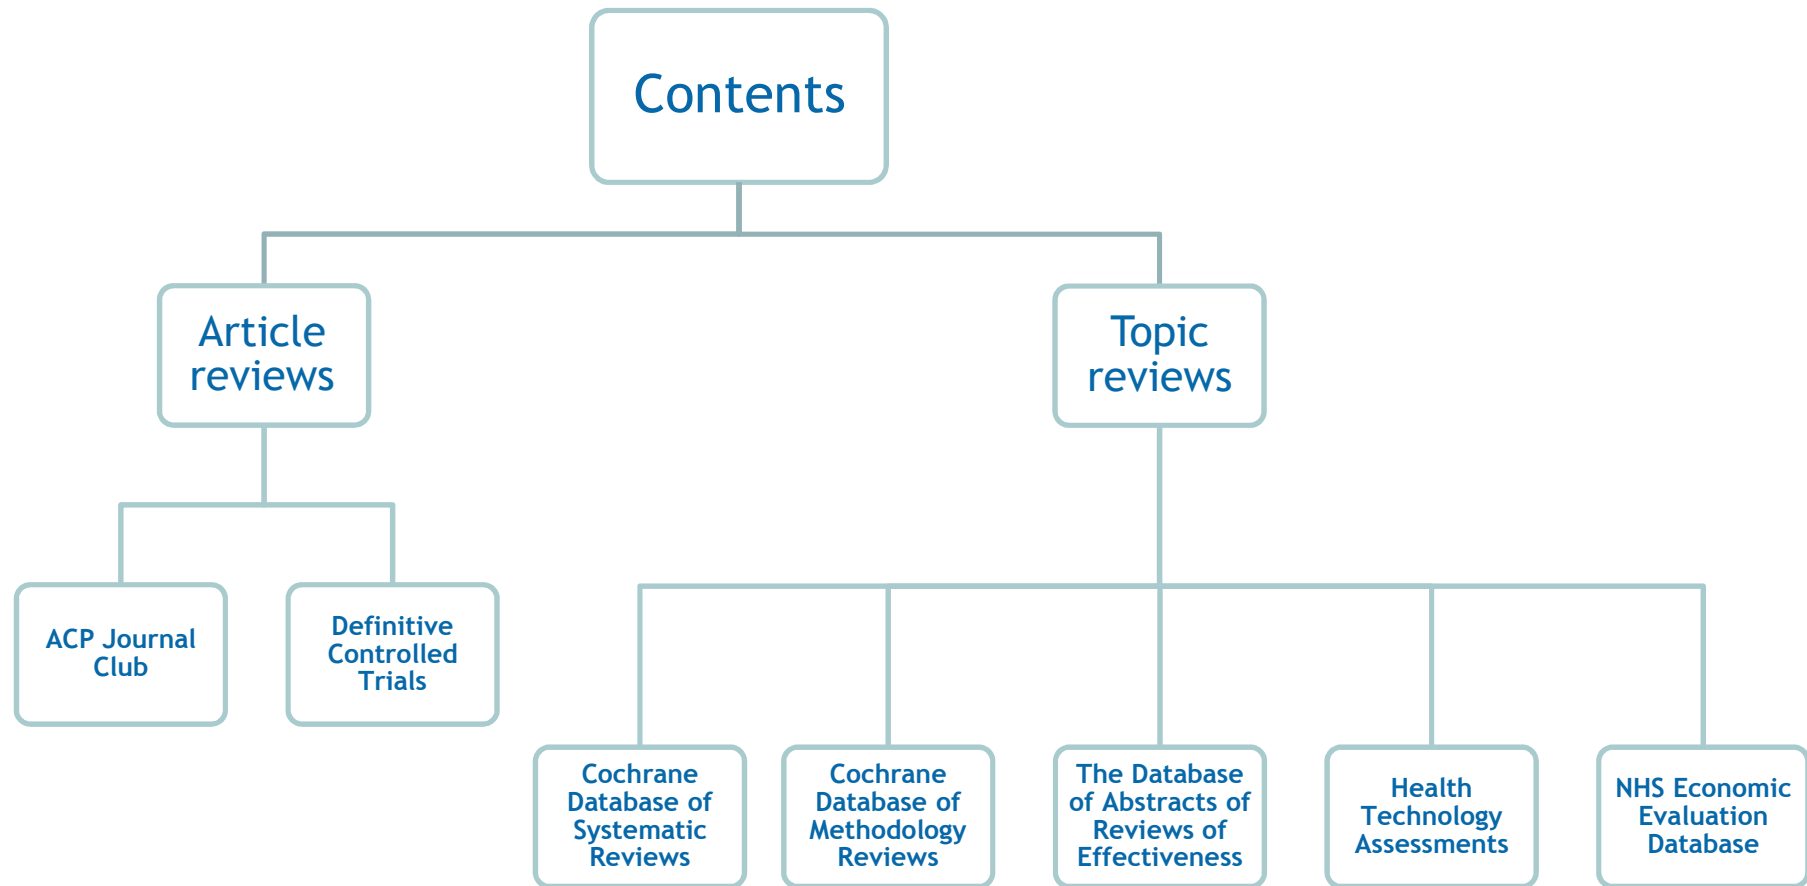 Contents
Article
reviews
Topic
reviews
ACP Journal
Club
Definitive
Controlled
Trials
Cochrane
Database of
Systematic
Reviews
Cochrane
Database of
Methodology
Reviews
The Database
of Abstracts of
Reviews of
Effectiveness
Health
Technology
Assessments
NHS Economic
Evaluation
Database